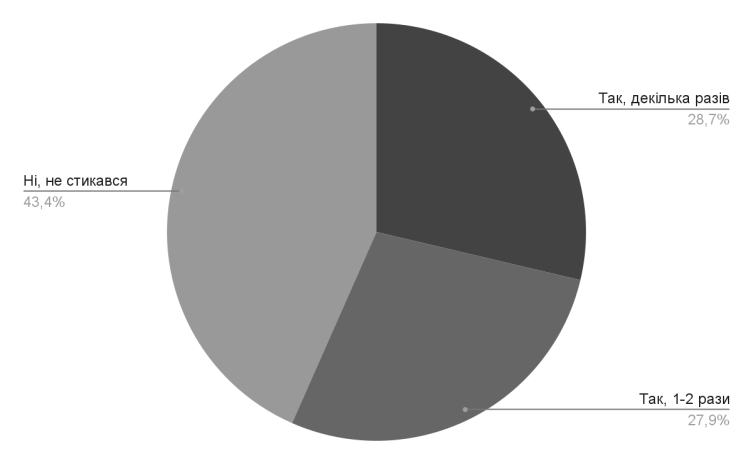 Так, декілька разів
28,7%
Ні, не стикався
43,4%
Так, 1-2 рази
27,9%